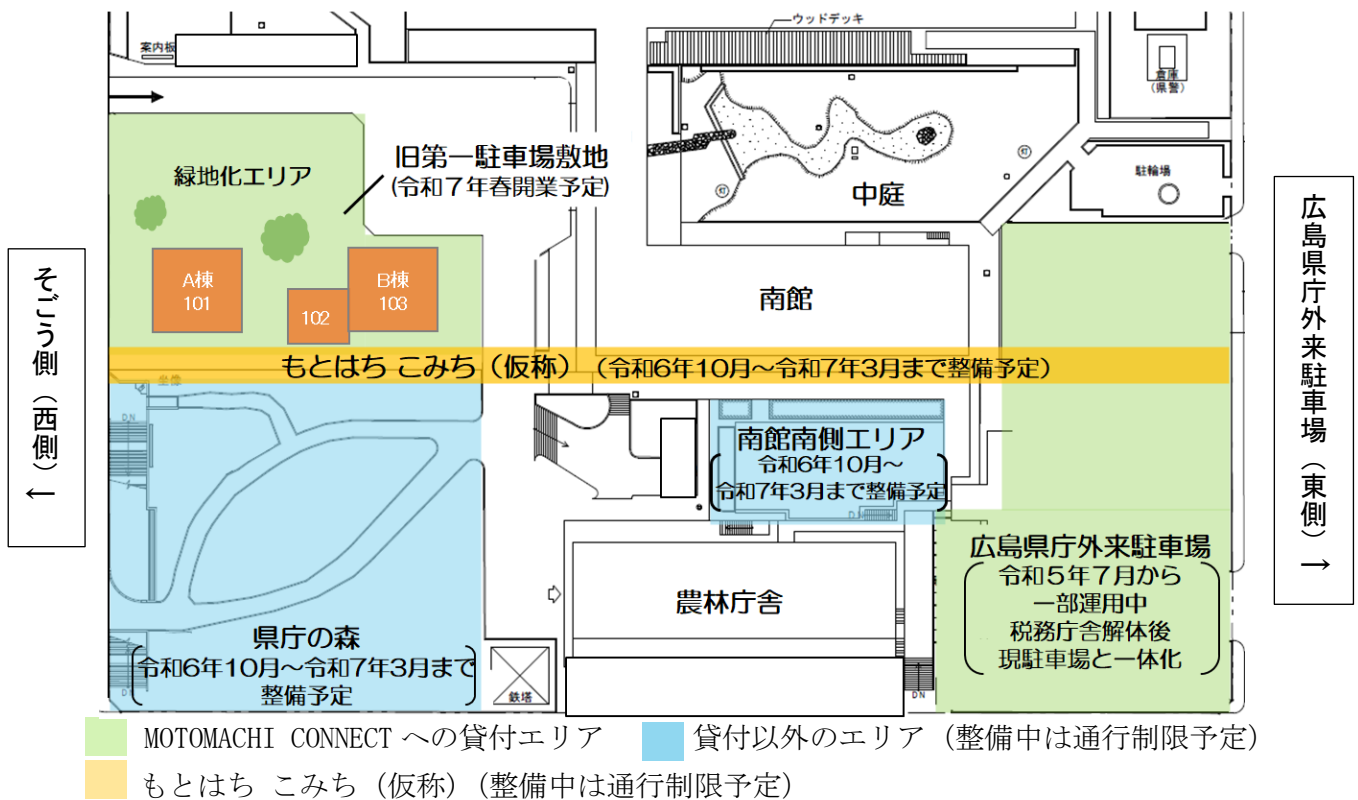 ウッドデッキ
案内板
倉庫
(県警)
緑地化エリア
旧第一駐車場敷地
(令和7年春開業予定)
灯
中庭
灯
駐輪場
そごう側（西側）←
広島県庁外来駐車場（東側）→
A棟
101
102
B棟
103
南館
もとはち こみち（仮称）（令和6年10月～令和7年3月まで整備予定）
坐像
DN
南館南側エリア
令和6年10月～
令和7年3月まで整備予定
DN
広島県庁外来駐車場
令和5年7月から
一部運用中
税務庁舎解体後
現駐車場と一体化
農林庁舎
県庁の森
令和6年10月～令和7年3月まで
整備予定
DN
鉄塔
DN
MOTOMACHI CONNECT への貸付エリア
貸付以外のエリア（整備中は通行制限予定）
もとはち こみち（仮称）（整備中は通行制限予定）